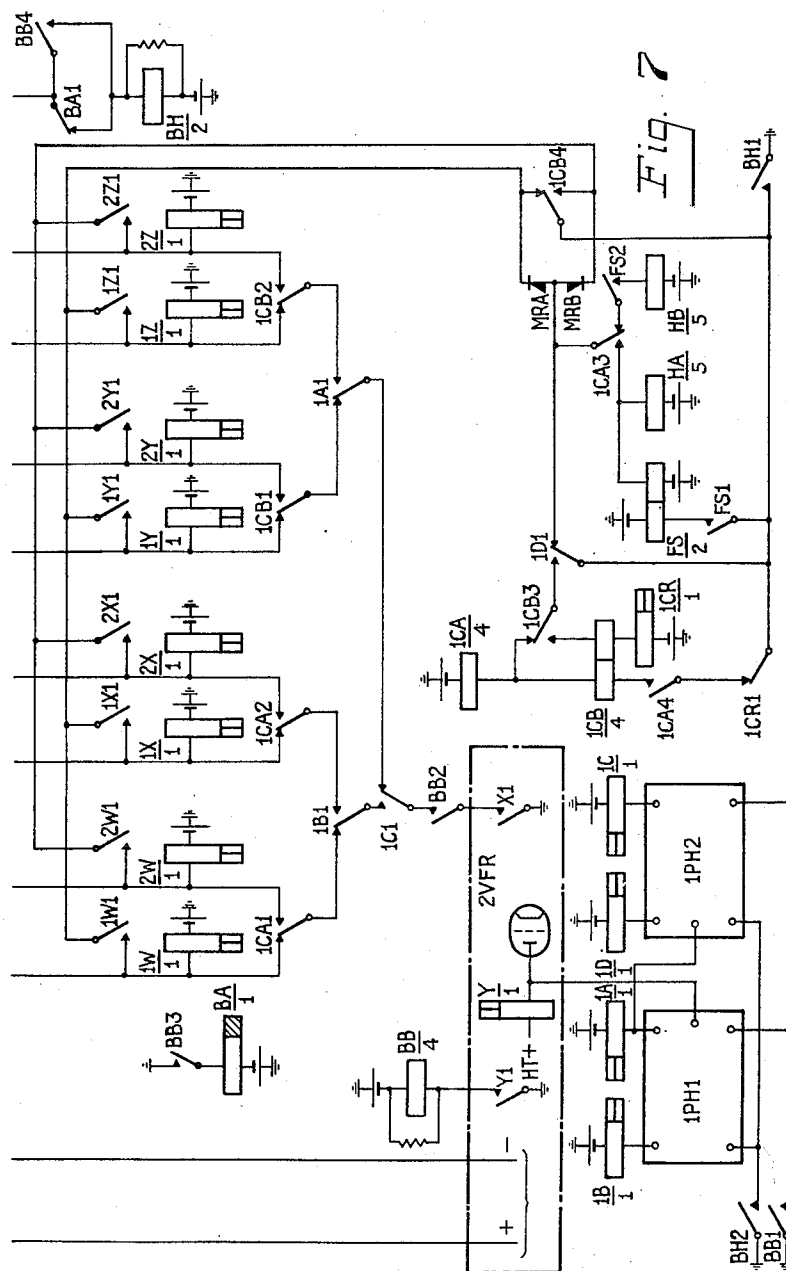 BB4
BA1
BH
2
2Z1
2Z
1
1Z1
1Z
1
1CB2
2Y1
2Y
1
1Y1
1Y
1
1CB1
1A1
2X1
2X
1
1X1
1X
1
1CA2
2W1
2W
1
1W1
1W
1
1CA1
1B1
1C1
BB2
X1
BB3
BA
1
1CB4
MRA
MRB
FS2
1CA3
HB
5
HA
5
FS
2
FS1
BH1
1D1
1CB3
1CA
4
1CR
1
1CB
4
1CA4
1CR1
Fig. 7
2VFR
Y
1
HT+
Y1
BB
4
+
-
1C
1
1D
1
1PH2
1A
1
1B
1
1PH1
BH2
BB1